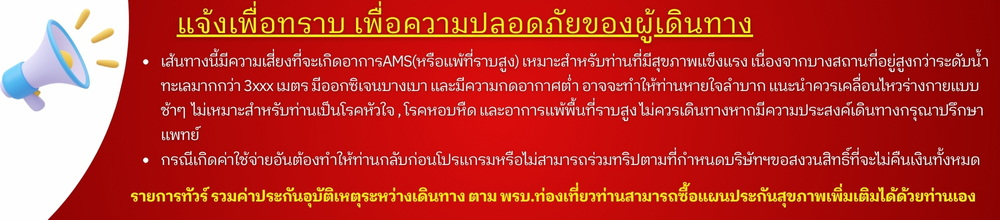 แจ้งเพื่อทราบ เพื่อความปลอดภัยของผู้เดินทาง
• เส้นทางนี้มีความเสี่ยงที่จะเกิดอาการAMS(หรือแพ้ที่ราบสูง) เหมาะสำหรับท่านที่มีสุขภาพแข็งแรง เนื่องจากบางสถานที่อยู่สูงกว่าระดับน้ำ
ทะเลมากกว่า 3xxx เมตร มีออกซิเจนบางเบา และมีความกดอากาศต่ำ อาจจะทำให้ท่านหายใจลำบาก แนะนำควรเคลื่อนไหวร่างกายแบบ
ช้าๆ ไม่เหมาะสำหรับท่านเป็นโรคหัวใจ , โรคหอบหืด และอาการแพ้พื้นที่ราบสูง ไม่ควรเดินทางหากมีความประสงค์เดินทางกรุณาปรึกษา
แพทย์
• กรณีเกิดค่าใช้จ่ายอันต้องทำให้ท่านกลับก่อนโปรแกรมหรือไม่สามารถร่วมทริปตามที่กำหนดบริษัทฯขอสงวนสิทธิ์ที่จะไม่คืนเงินทั้งหมด
รายการทัวร์ รวมค่าประกันอุบัติเหตุระหว่างเดินทาง ตาม พรบ.ท่องเที่ยวท่านสามารถซื้อแผนประกันสุขภาพเพิ่มเติมได้ด้วยท่านเอง